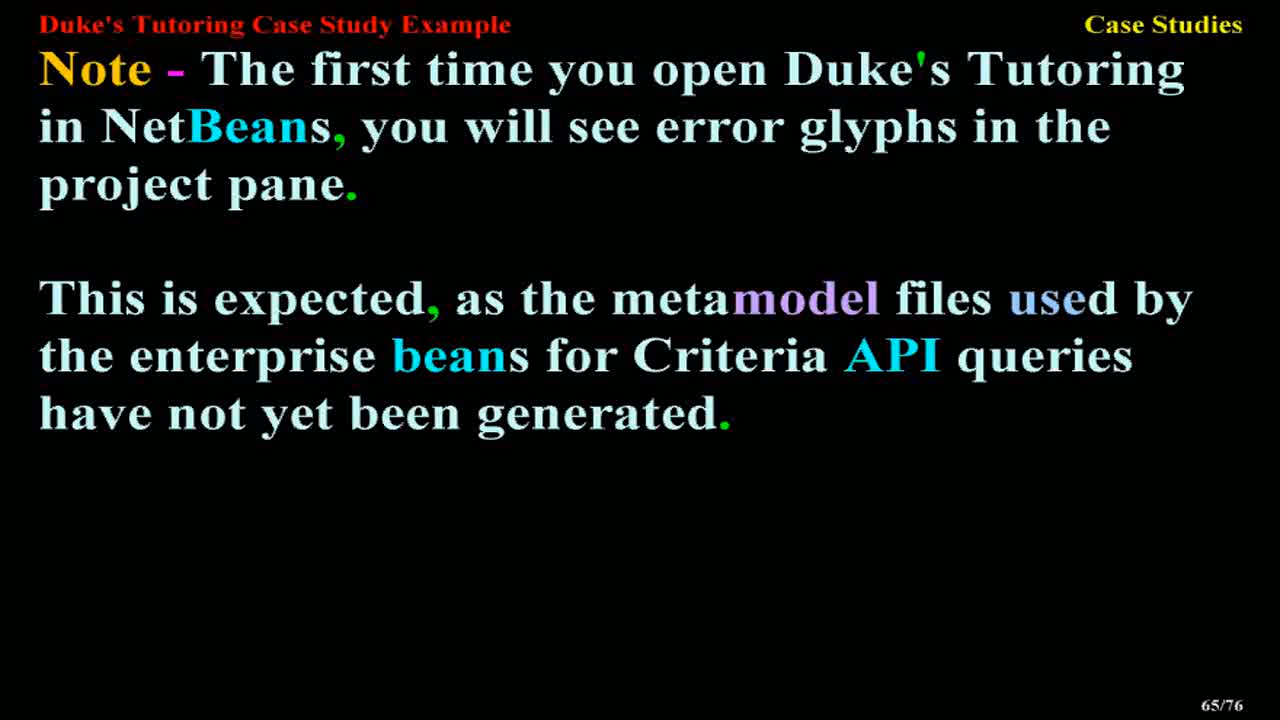 Duke's Tutoring Case Study Example
Case Studies
Note - The first time you open Duke's Tutoring
in NetBeans, you will see error glyphs in the
project pane.
This is expected, as the metamodel files used by
the enterprise beans for Criteria API queries
have not yet been generated.
65/76